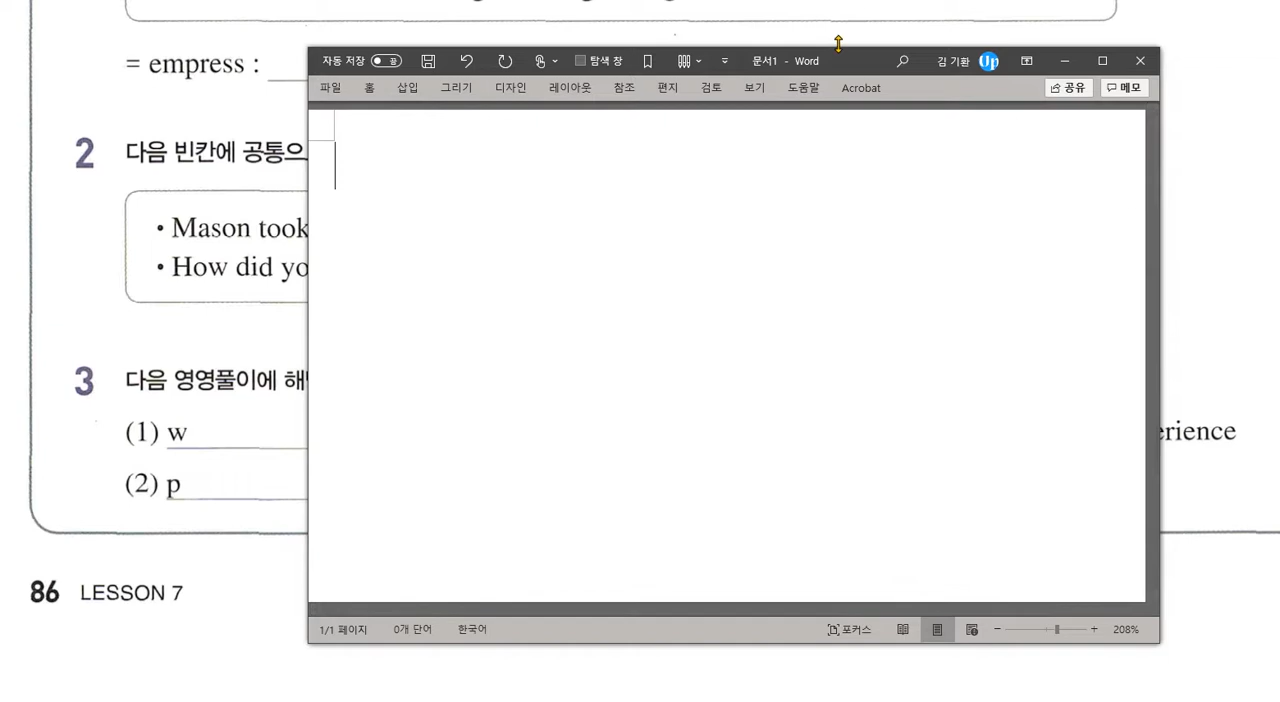 = empress :
자동 저장 끔 탐색 창 문서1 - Word 김 기환 Up
파일 홈 삽입 그리기 디자인 레이아웃 참조 편지 검토 보기 도움말 Acrobat 공유 메모
2 다음 빈칸에 공통으
• Mason took
• How did yo
3 다음 영영풀이에 해
(1) w
erience
(2) p
86 LESSON 7
1/1 페이지 0개 단어 한국어 포커스 208%